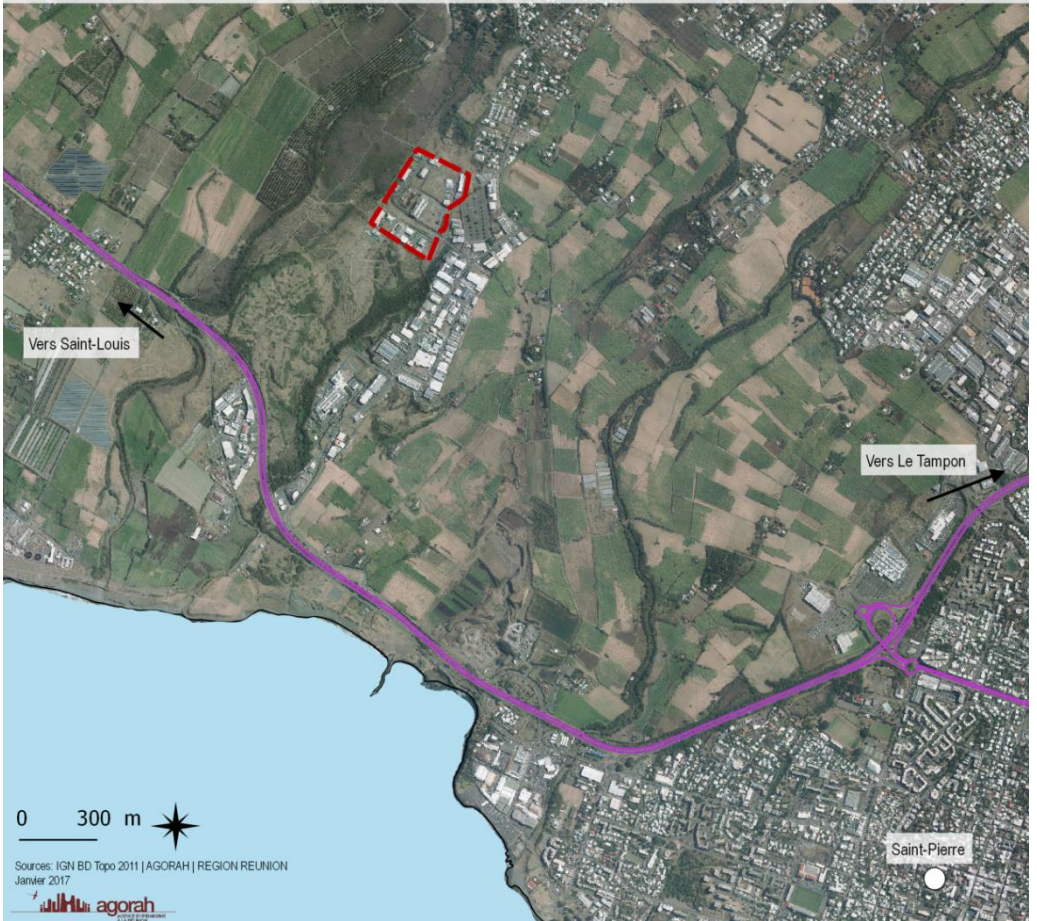 Vers Saint-Louis
Vers Le Tampon
Saint-Pierre
0 300 m
Sources: IGN BD Topo 2011 | AGORAH | REGION REUNION
Janvier 2017
agorah